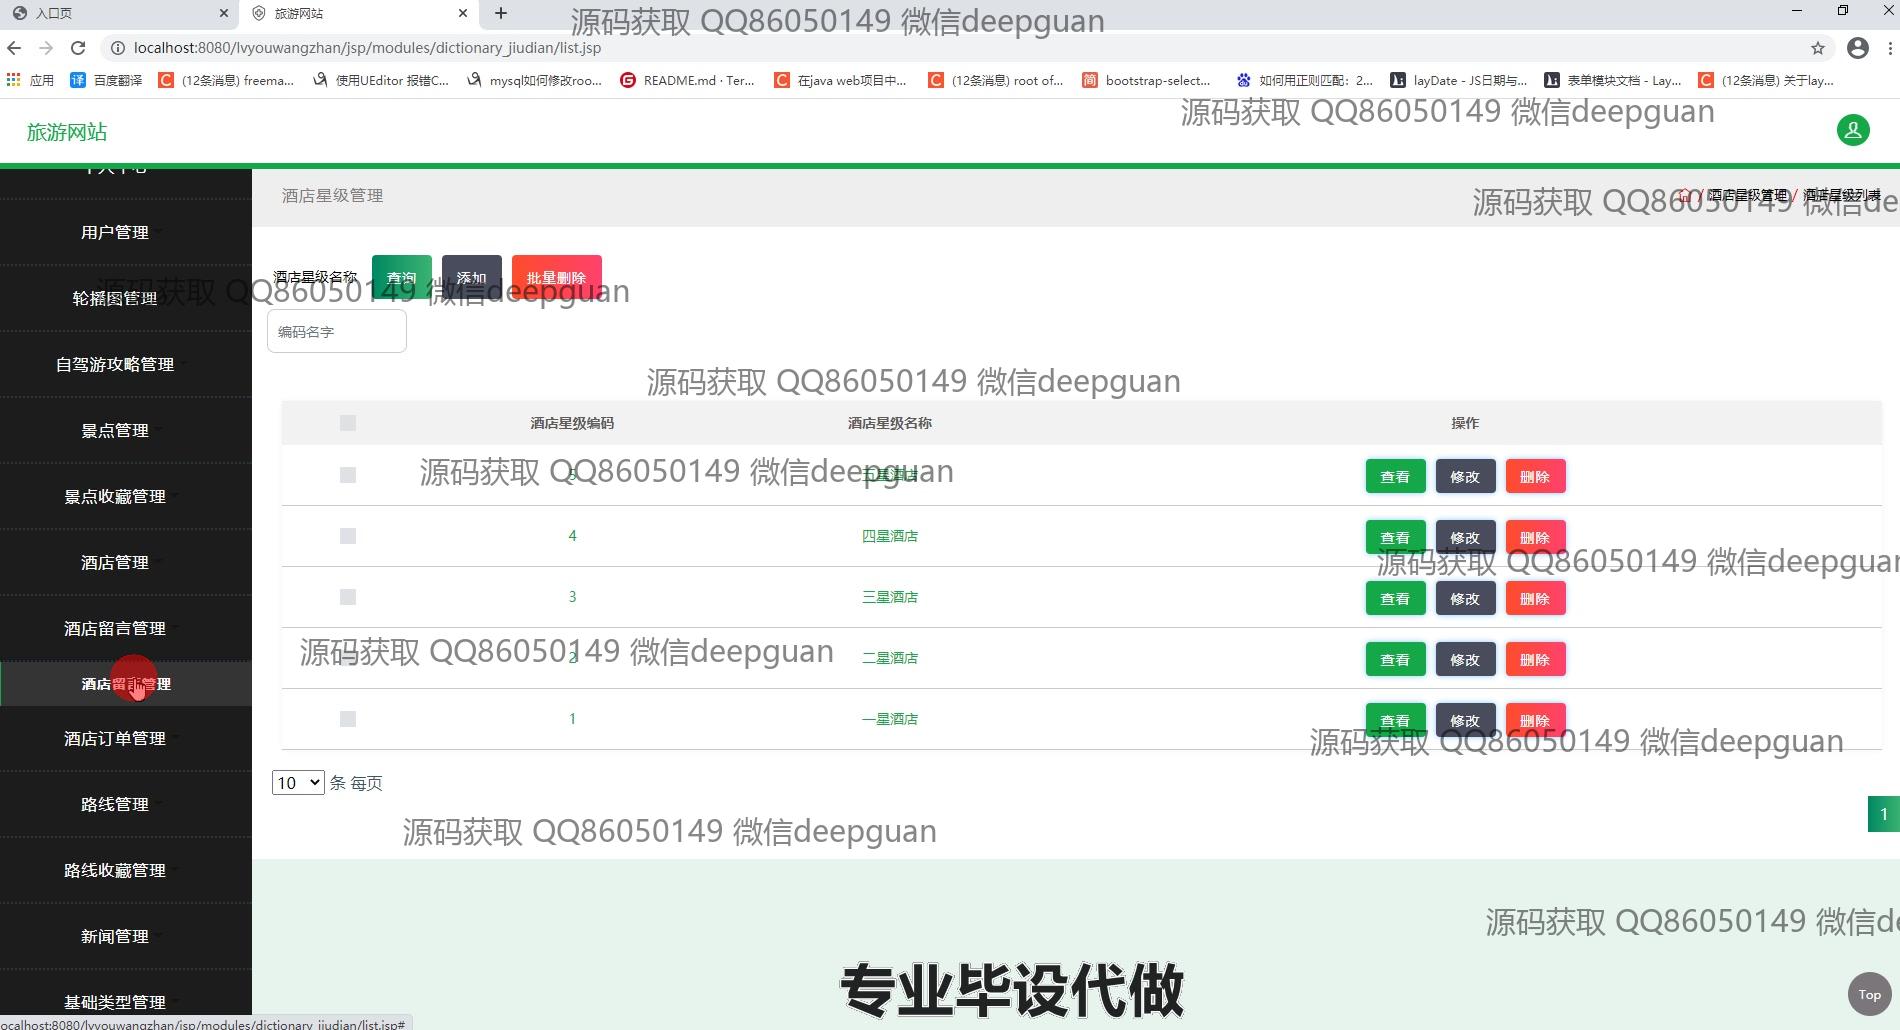 入口页
旅游网站
源码获取 QQ86050149 微信deepguan
localhost:8080/lvyouwangzhan/jsp/modules/dictionary_jiudian/list.jsp
应用
百度翻译
(12条消息) freema...
使用UEditor 报错C...
mysql如何修改roo...
README.md · Ter...
在java web项目中...
(12条消息) root of...
bootstrap-select...
如何用正则匹配：2...
layDate - JS日期与...
表单模块文档 - Lay...
(12条消息) 关于lay...
源码获取 QQ86050149 微信deepguan
旅游网站
个人中心
酒店星级管理
/ 酒店星级管理 / 酒店星级列表
源码获取 QQ86050149 微信de
用户管理
酒店星级名称
查询
添加
批量删除
轮播图管理
源码获取 QQ86050149 微信deepguan
编码名字
自驾游攻略管理
源码获取 QQ86050149 微信deepguan
景点管理
酒店星级编码
酒店星级名称
操作
源码获取 QQ86050149 微信deepguan
5
五星酒店
查看
修改
删除
景点收藏管理
4
四星酒店
查看
修改
删除
酒店管理
源码获取 QQ86050149 微信deepguan
3
三星酒店
查看
修改
删除
酒店留言管理
源码获取 QQ86050149 微信deepguan
2
二星酒店
查看
修改
删除
酒店留言管理
1
一星酒店
查看
修改
删除
酒店订单管理
源码获取 QQ86050149 微信deepguan
10 条 每页
路线管理
1
源码获取 QQ86050149 微信deepguan
路线收藏管理
新闻管理
源码获取 QQ86050149 微信de
专业毕设代做
Top
基础类型管理
ocalhost:8080/lvyouwangzhan/jsp/modules/dictionary_jiudian/list.jsp#